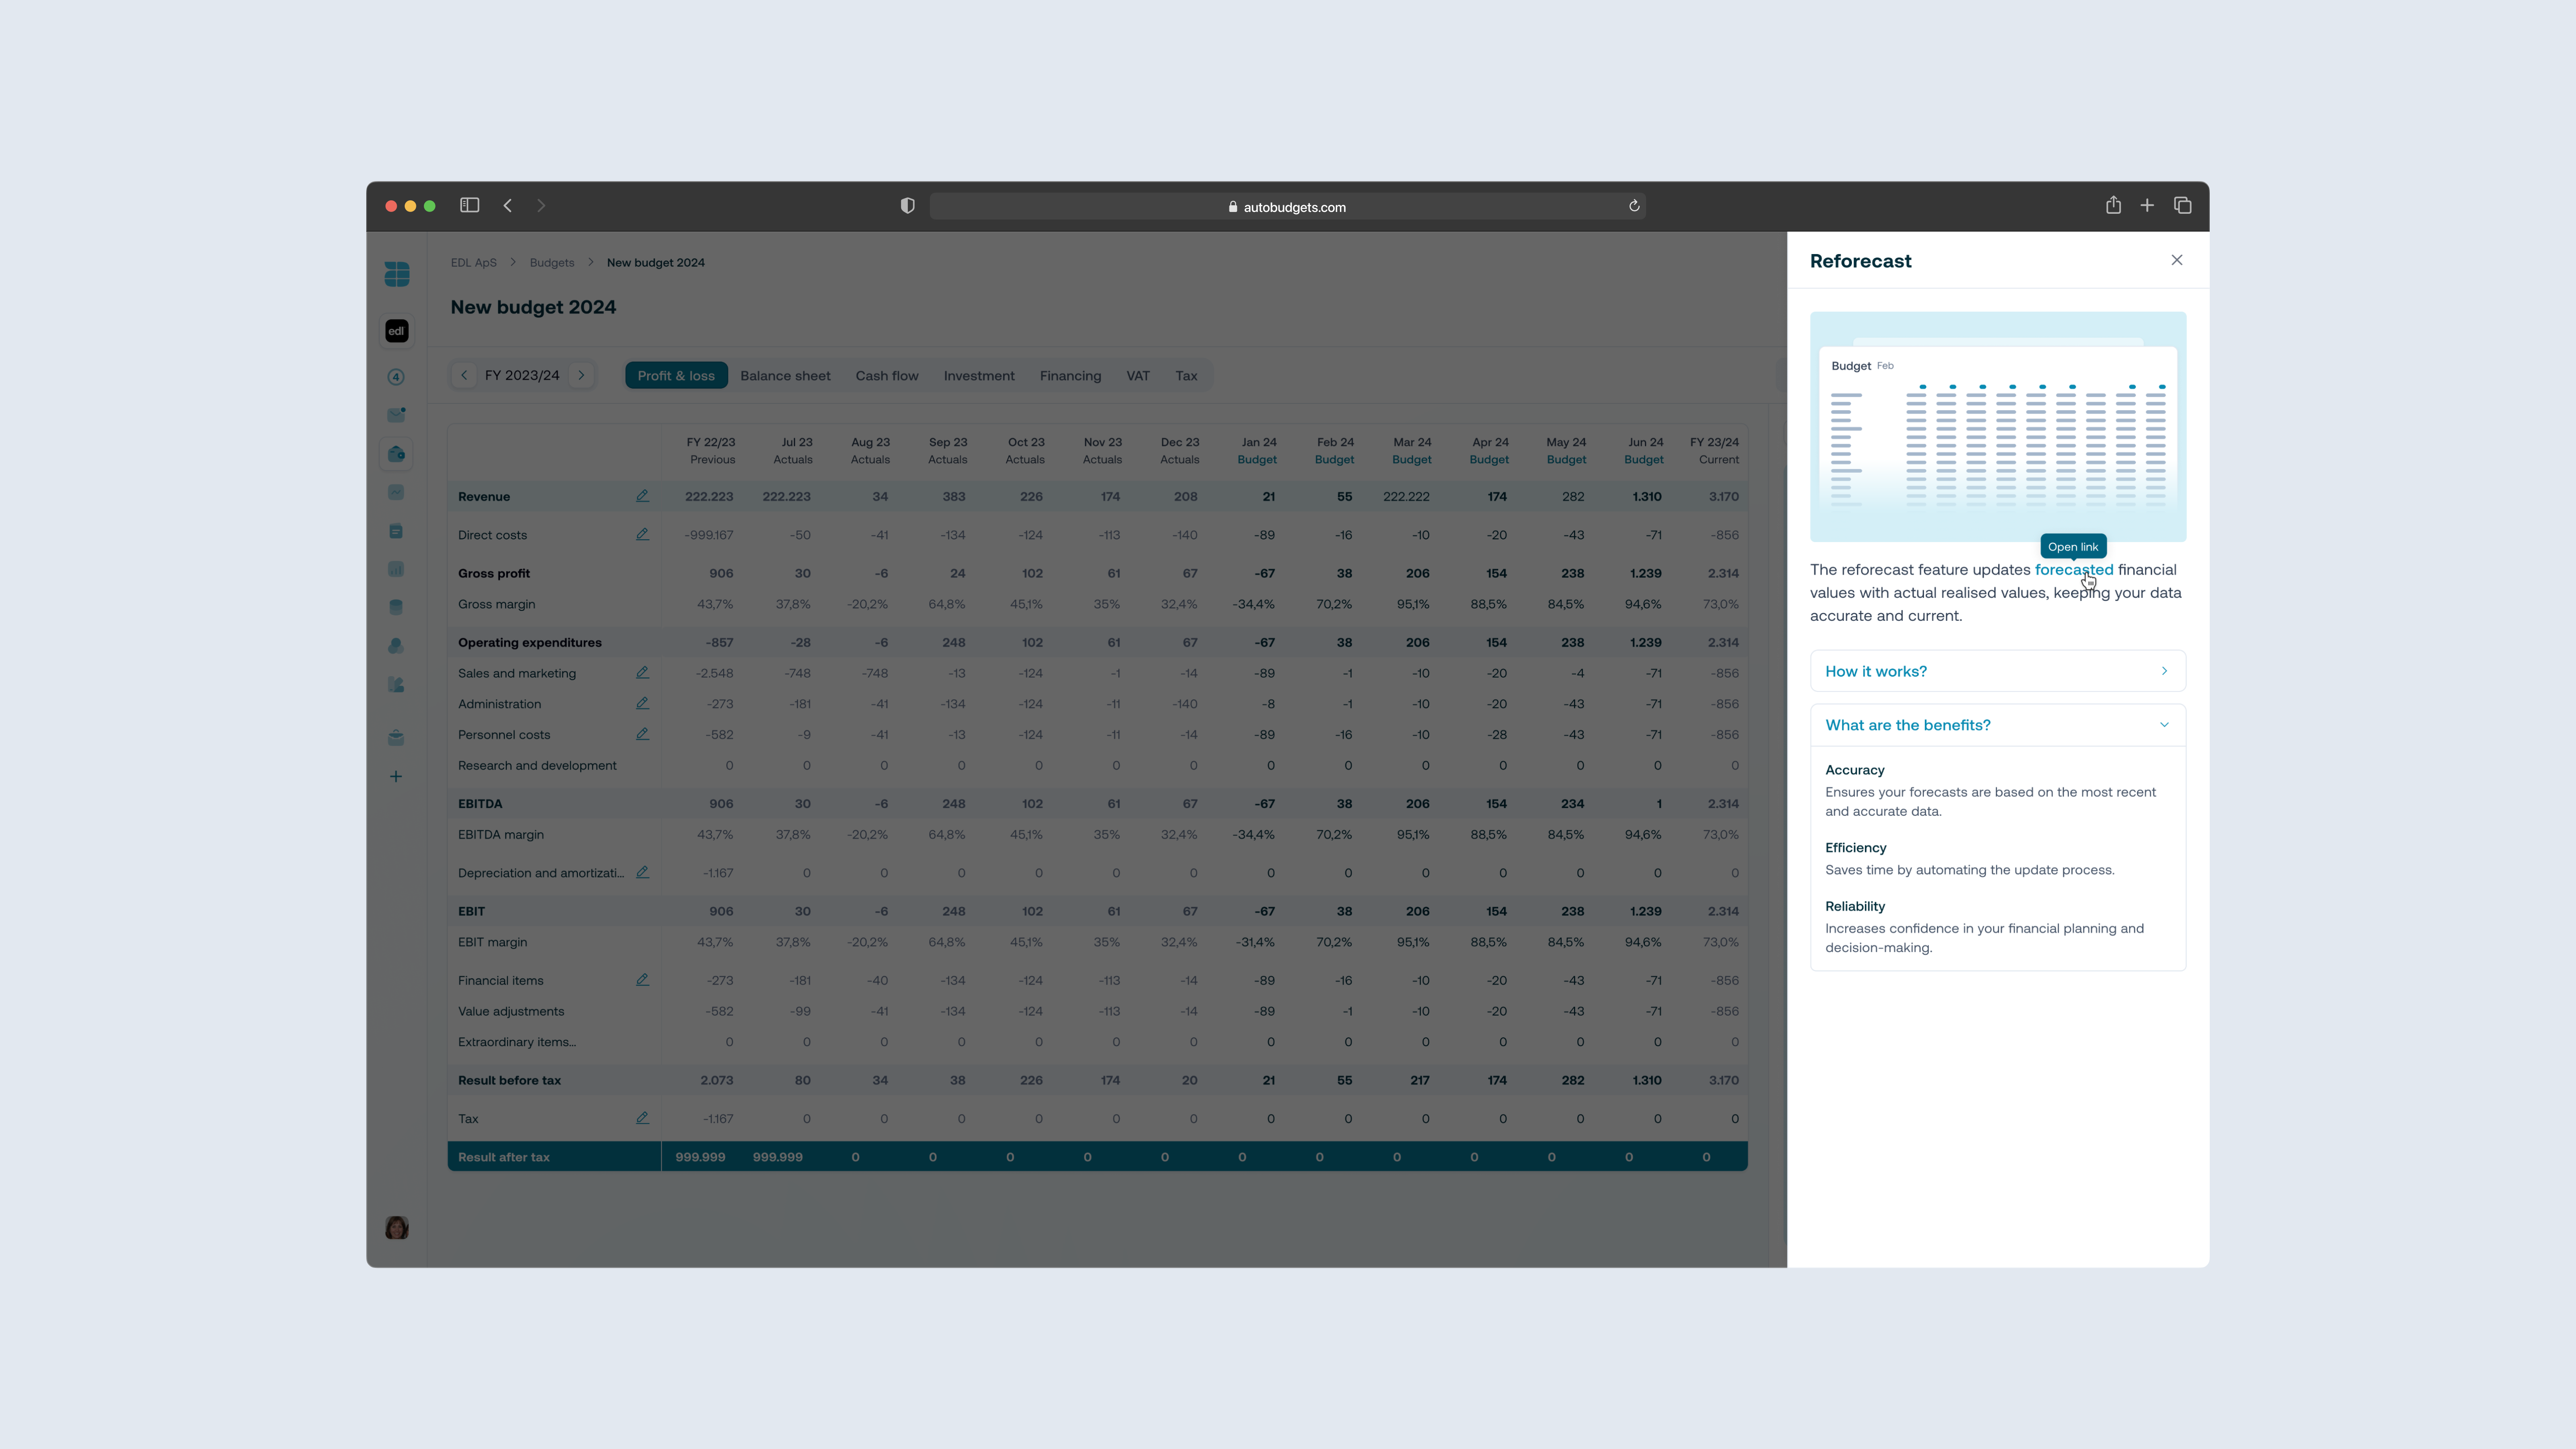 autobudgets.com
EDL ApS > Budgets > New budget 2024
New budget 2024
edl
4
FY 2023/24 Profit & loss Balance sheet Cash flow Investment Financing VAT Tax
FY 22/23 Jul 23 Aug 23 Sep 23 Oct 23 Nov 23 Dec 23 Jan 24 Feb 24 Mar 24 Apr 24 May 24 Jun 24 FY 23/24
Previous Actuals Actuals Actuals Actuals Actuals Actuals Budget Budget Budget Budget Budget Budget Current
Revenue 222.223 222.223 34 383 226 174 208 21 55 222.222 174 282 1.310 3.170
Direct costs -999.167 -50 -41 -134 -124 -113 -140 -89 -16 -10 -20 -43 -71 -856
Gross profit 906 30 -6 24 102 61 67 -67 38 206 154 238 1.239 2.314
Gross margin 43,7% 37,8% -20,2% 64,8% 45,1% 35% 32,4% -34,4% 70,2% 95,1% 88,5% 84,5% 94,6% 73,0%
Operating expenditures -857 -28 -6 248 102 61 67 -67 38 206 154 238 1.239 2.314
Sales and marketing -2.548 -748 -748 -13 -124 -1 -14 -89 -1 -10 -20 -4 -71 -856
Administration -273 -181 -41 -134 -124 -11 -140 -8 -1 -10 -20 -43 -71 -856
Personnel costs -582 -9 -41 -13 -124 -11 -14 -89 -16 -10 -28 -43 -71 -856
Research and development 0 0 0 0 0 0 0 0 0 0 0 0 0 0
EBITDA 906 30 -6 248 102 61 67 -67 38 206 154 234 1 2.314
EBITDA margin 43,7% 37,8% -20,2% 64,8% 45,1% 35% 32,4% -34,4% 70,2% 95,1% 88,5% 84,5% 94,6% 73,0%
Depreciation and amortizati... -1.167 0 0 0 0 0 0 0 0 0 0 0 0 0
EBIT 906 30 -6 248 102 61 67 -67 38 206 154 238 1.239 2.314
EBIT margin 43,7% 37,8% -20,2% 64,8% 45,1% 35% 32,4% -31,4% 70,2% 95,1% 88,5% 84,5% 94,6% 73,0%
Financial items -273 -181 -40 -134 -124 -113 -14 -89 -16 -10 -20 -43 -71 -856
Value adjustments -582 -99 -41 -134 -124 -113 -14 -89 -1 -10 -20 -43 -71 -856
Extraordinary items... 0 0 0 0 0 0 0 0 0 0 0 0 0 0
Result before tax 2.073 80 34 38 226 174 20 21 55 217 174 282 1.310 3.170
Tax -1.167 0 0 0 0 0 0 0 0 0 0 0 0 0
Result after tax 999.999 999.999 0 0 0 0 0 0 0 0 0 0 0 0
Reforecast
Budget Feb
Open link
The reforecast feature updates forecasted financial
values with actual realised values, keeping your data
accurate and current.
How it works?
What are the benefits?
Accuracy
Ensures your forecasts are based on the most recent
and accurate data.
Efficiency
Saves time by automating the update process.
Reliability
Increases confidence in your financial planning and
decision-making.